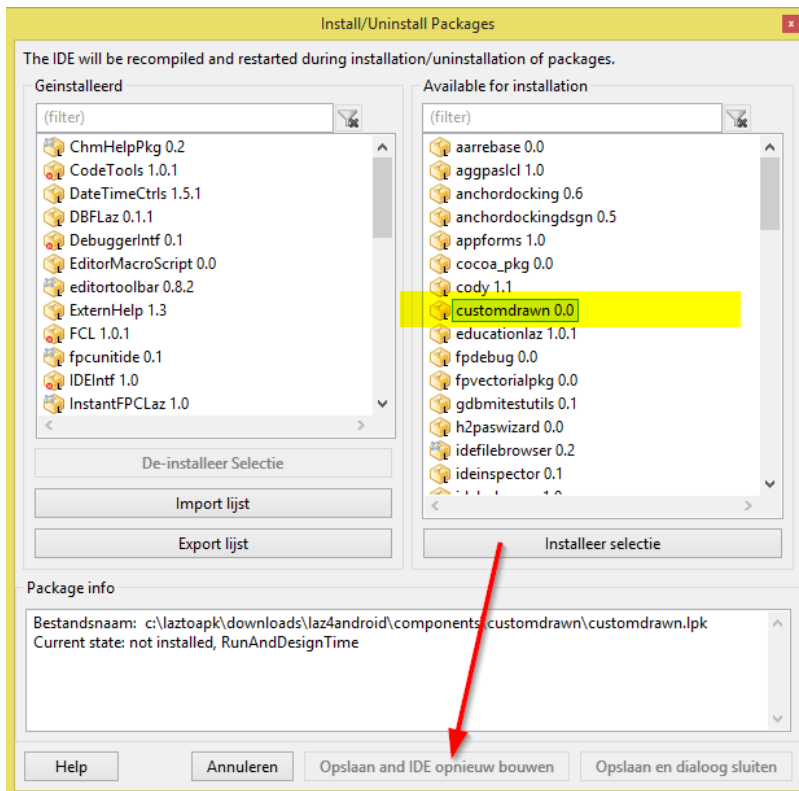 Install/Uninstall Packages
x
The IDE will be recompiled and restarted during installation/uninstallation of packages.
Geinstalleerd
(filter)
ChmHelpPkg 0.2
CodeTools 1.0.1
DateTimeCtrls 1.5.1
DBFLaz 0.1.1
DebuggerIntf 0.1
EditorMacroScript 0.0
editortoolbar 0.8.2
ExternHelp 1.3
FCL 1.0.1
fpcunitide 0.1
IDEIntf 1.0
InstantFPCLaz 1.0
De-installeer Selectie
Import lijst
Export lijst
Available for installation
(filter)
aarrebase 0.0
aggpaslcl 1.0
anchordocking 0.6
anchordockingdsgn 0.5
appforms 1.0
cocoa_pkg 0.0
cody 1.1
customdrawn 0.0
educationlaz 1.0.1
fpdebug 0.0
fpvectorialpkg 0.0
gdbmitestutils 0.1
h2paswizard 0.0
idefilebrowser 0.2
ideinspector 0.1
Installeer selectie
Package info
Bestandsnaam: c:\laztoapk\downloads\laz4android\components\customdrawn\customdrawn.lpk
Current state: not installed, RunAndDesignTime
Help
Annuleren
Opslaan and IDE opnieuw bouwen
Opslaan en dialoog sluiten